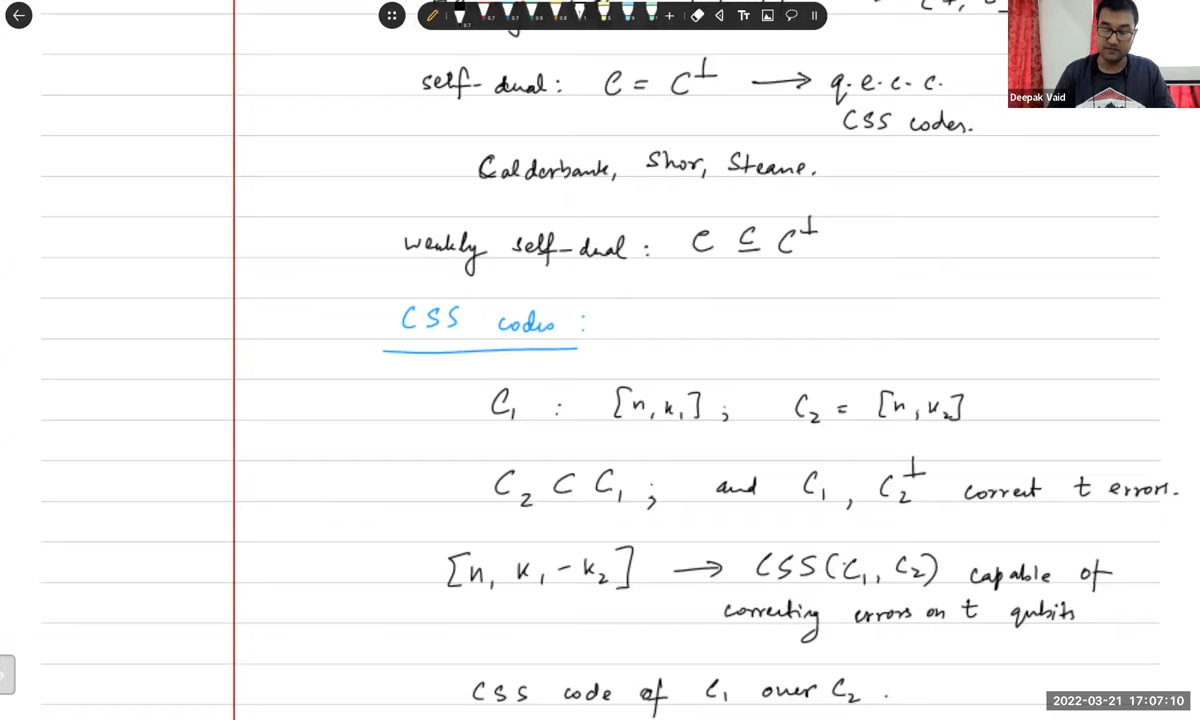 self-dual: C = C⊥ → q.e.c.c.
CSS codes.
Calderbank, Shor, Steane.
weakly self-dual: C ⊆ C⊥
CSS codes:
C₁ : [n, k₁]; C₂ = [n, k₂]
C₂ ⊂ C₁; and C₁, C₂⊥ correct t errors.
[n, k₁ - k₂] → CSS(C₁, C₂) capable of
correcting errors on t qubits
CSS code of C₁ over C₂.
Deepak Vaid
2022-03-21 17:07:10